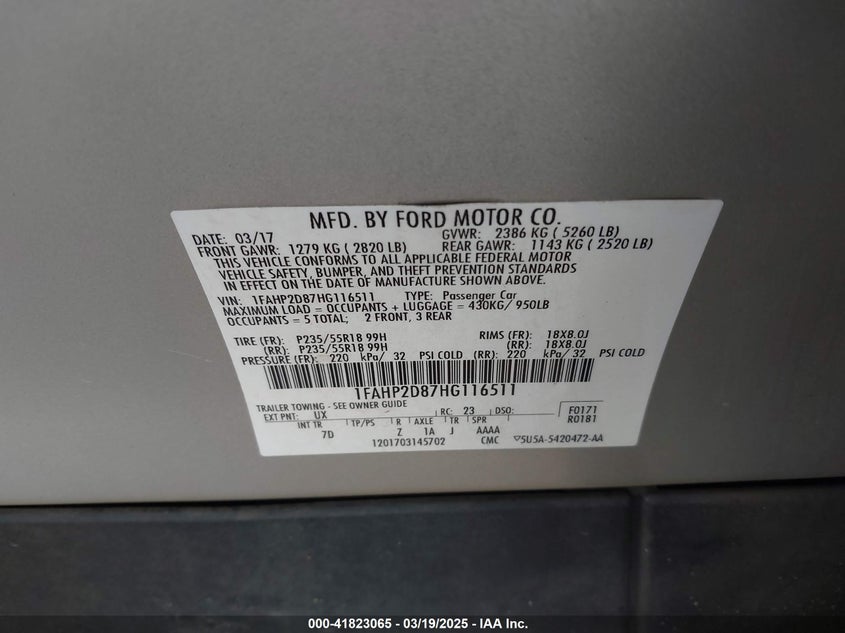 MFD. BY FORD MOTOR CO.
DATE: 03/17 GVWR: 2386 KG ( 5260 LB)
FRONT GAWR: 1279 KG ( 2820 LB) REAR GAWR: 1143 KG ( 2520 LB)
THIS VEHICLE CONFORMS TO ALL APPLICABLE FEDERAL MOTOR
VEHICLE SAFETY, BUMPER, AND THEFT PREVENTION STANDARDS
IN EFFECT ON THE DATE OF MANUFACTURE SHOWN ABOVE.
VIN: 1FAHP2D87HG116511 TYPE: Passenger Car
MAXIMUM LOAD = OCCUPANTS + LUGGAGE = 430KG/ 950LB
OCCUPANTS = 5 TOTAL; 2 FRONT, 3 REAR
TIRE (FR): P235/55R18 99H RIMS (FR): 18X8.0J
(RR): P235/55R18 99H (RR): 18X8.0J
PRESSURE (FR): 220 kPa/ 32 PSI COLD (RR): 220 kPa/ 32 PSI COLD
1FAHP2D87HG116511
TRAILER TOWING - SEE OWNER GUIDE
EXT PNT: UX RC: 23 DSO: F0171
INT TR TP/PS R AXLE TR SPR R0181
7D Z 1A J AAAA
1201703145702 CMC ▽5U5A-5420472-AA
000-41823065 - 03/19/2025 - IAA Inc.